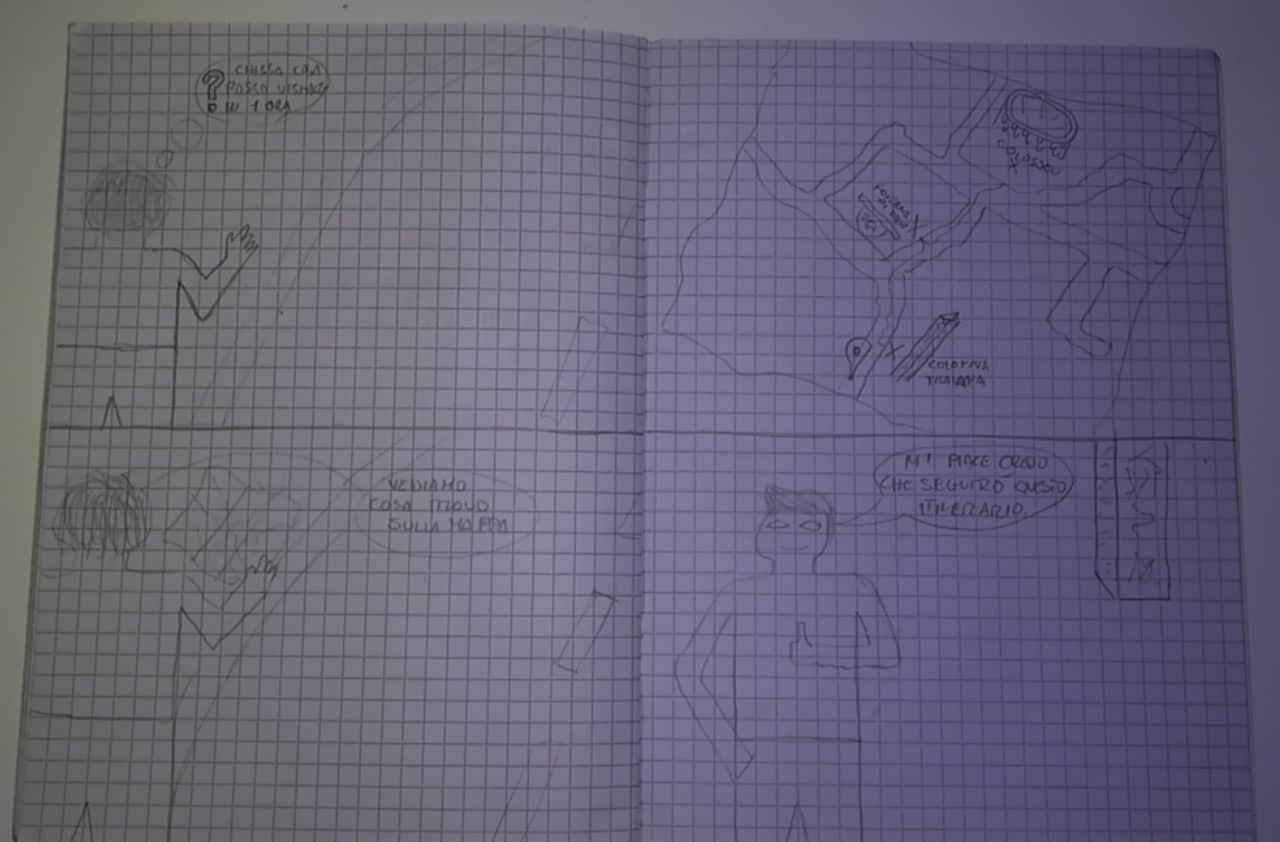 ?
CHISSÀ COSA
POSSO VISITARE
IN 1 ORA
COLOSSEO
X
FONTANA
DI TREVI
X
X
COLONNA
TRAIANA
VEDIAMO
COSA TROVO
SULLA MAPPA
MI PIACE CREDO
CHE SEGUIRÒ QUESTO
ITINERARIO.